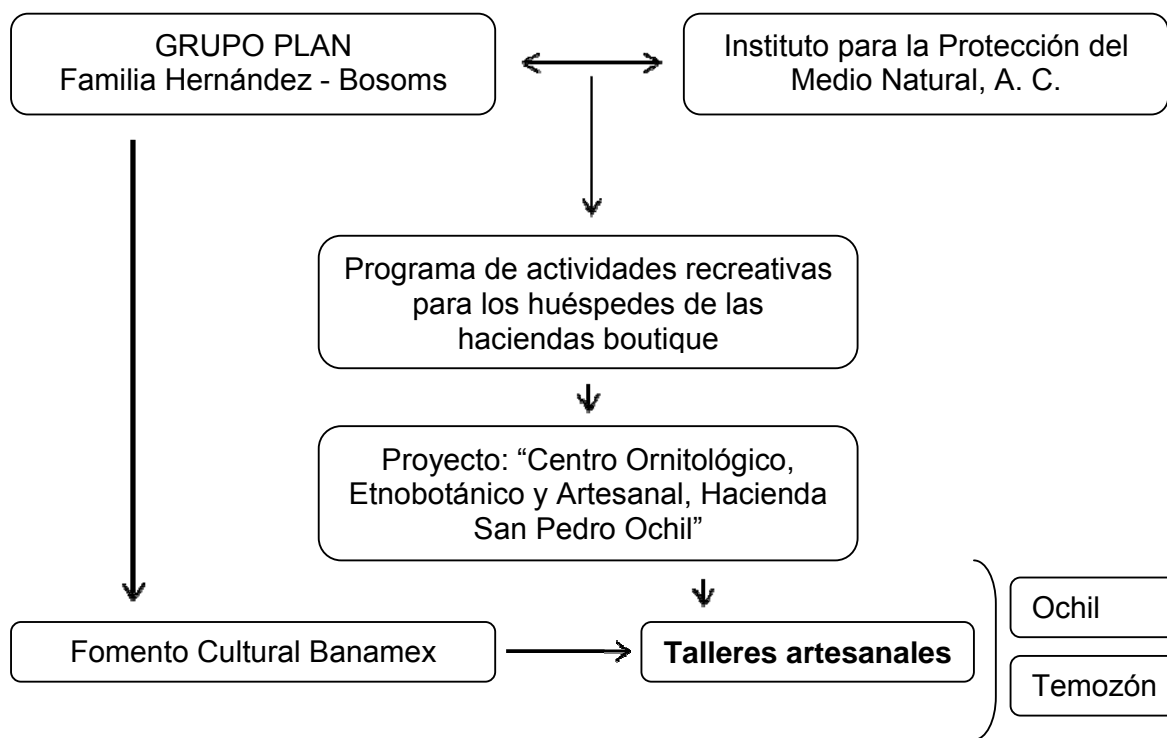 GRUPO PLAN
Familia Hernández - Bosoms
Instituto para la Protección del
Medio Natural, A. C.
Programa de actividades recreativas
para los huéspedes de las
haciendas boutique
Proyecto: “Centro Ornitológico,
Etnobotánico y Artesanal, Hacienda
San Pedro Ochil”
Fomento Cultural Banamex
Talleres artesanales
Ochil
Temozón